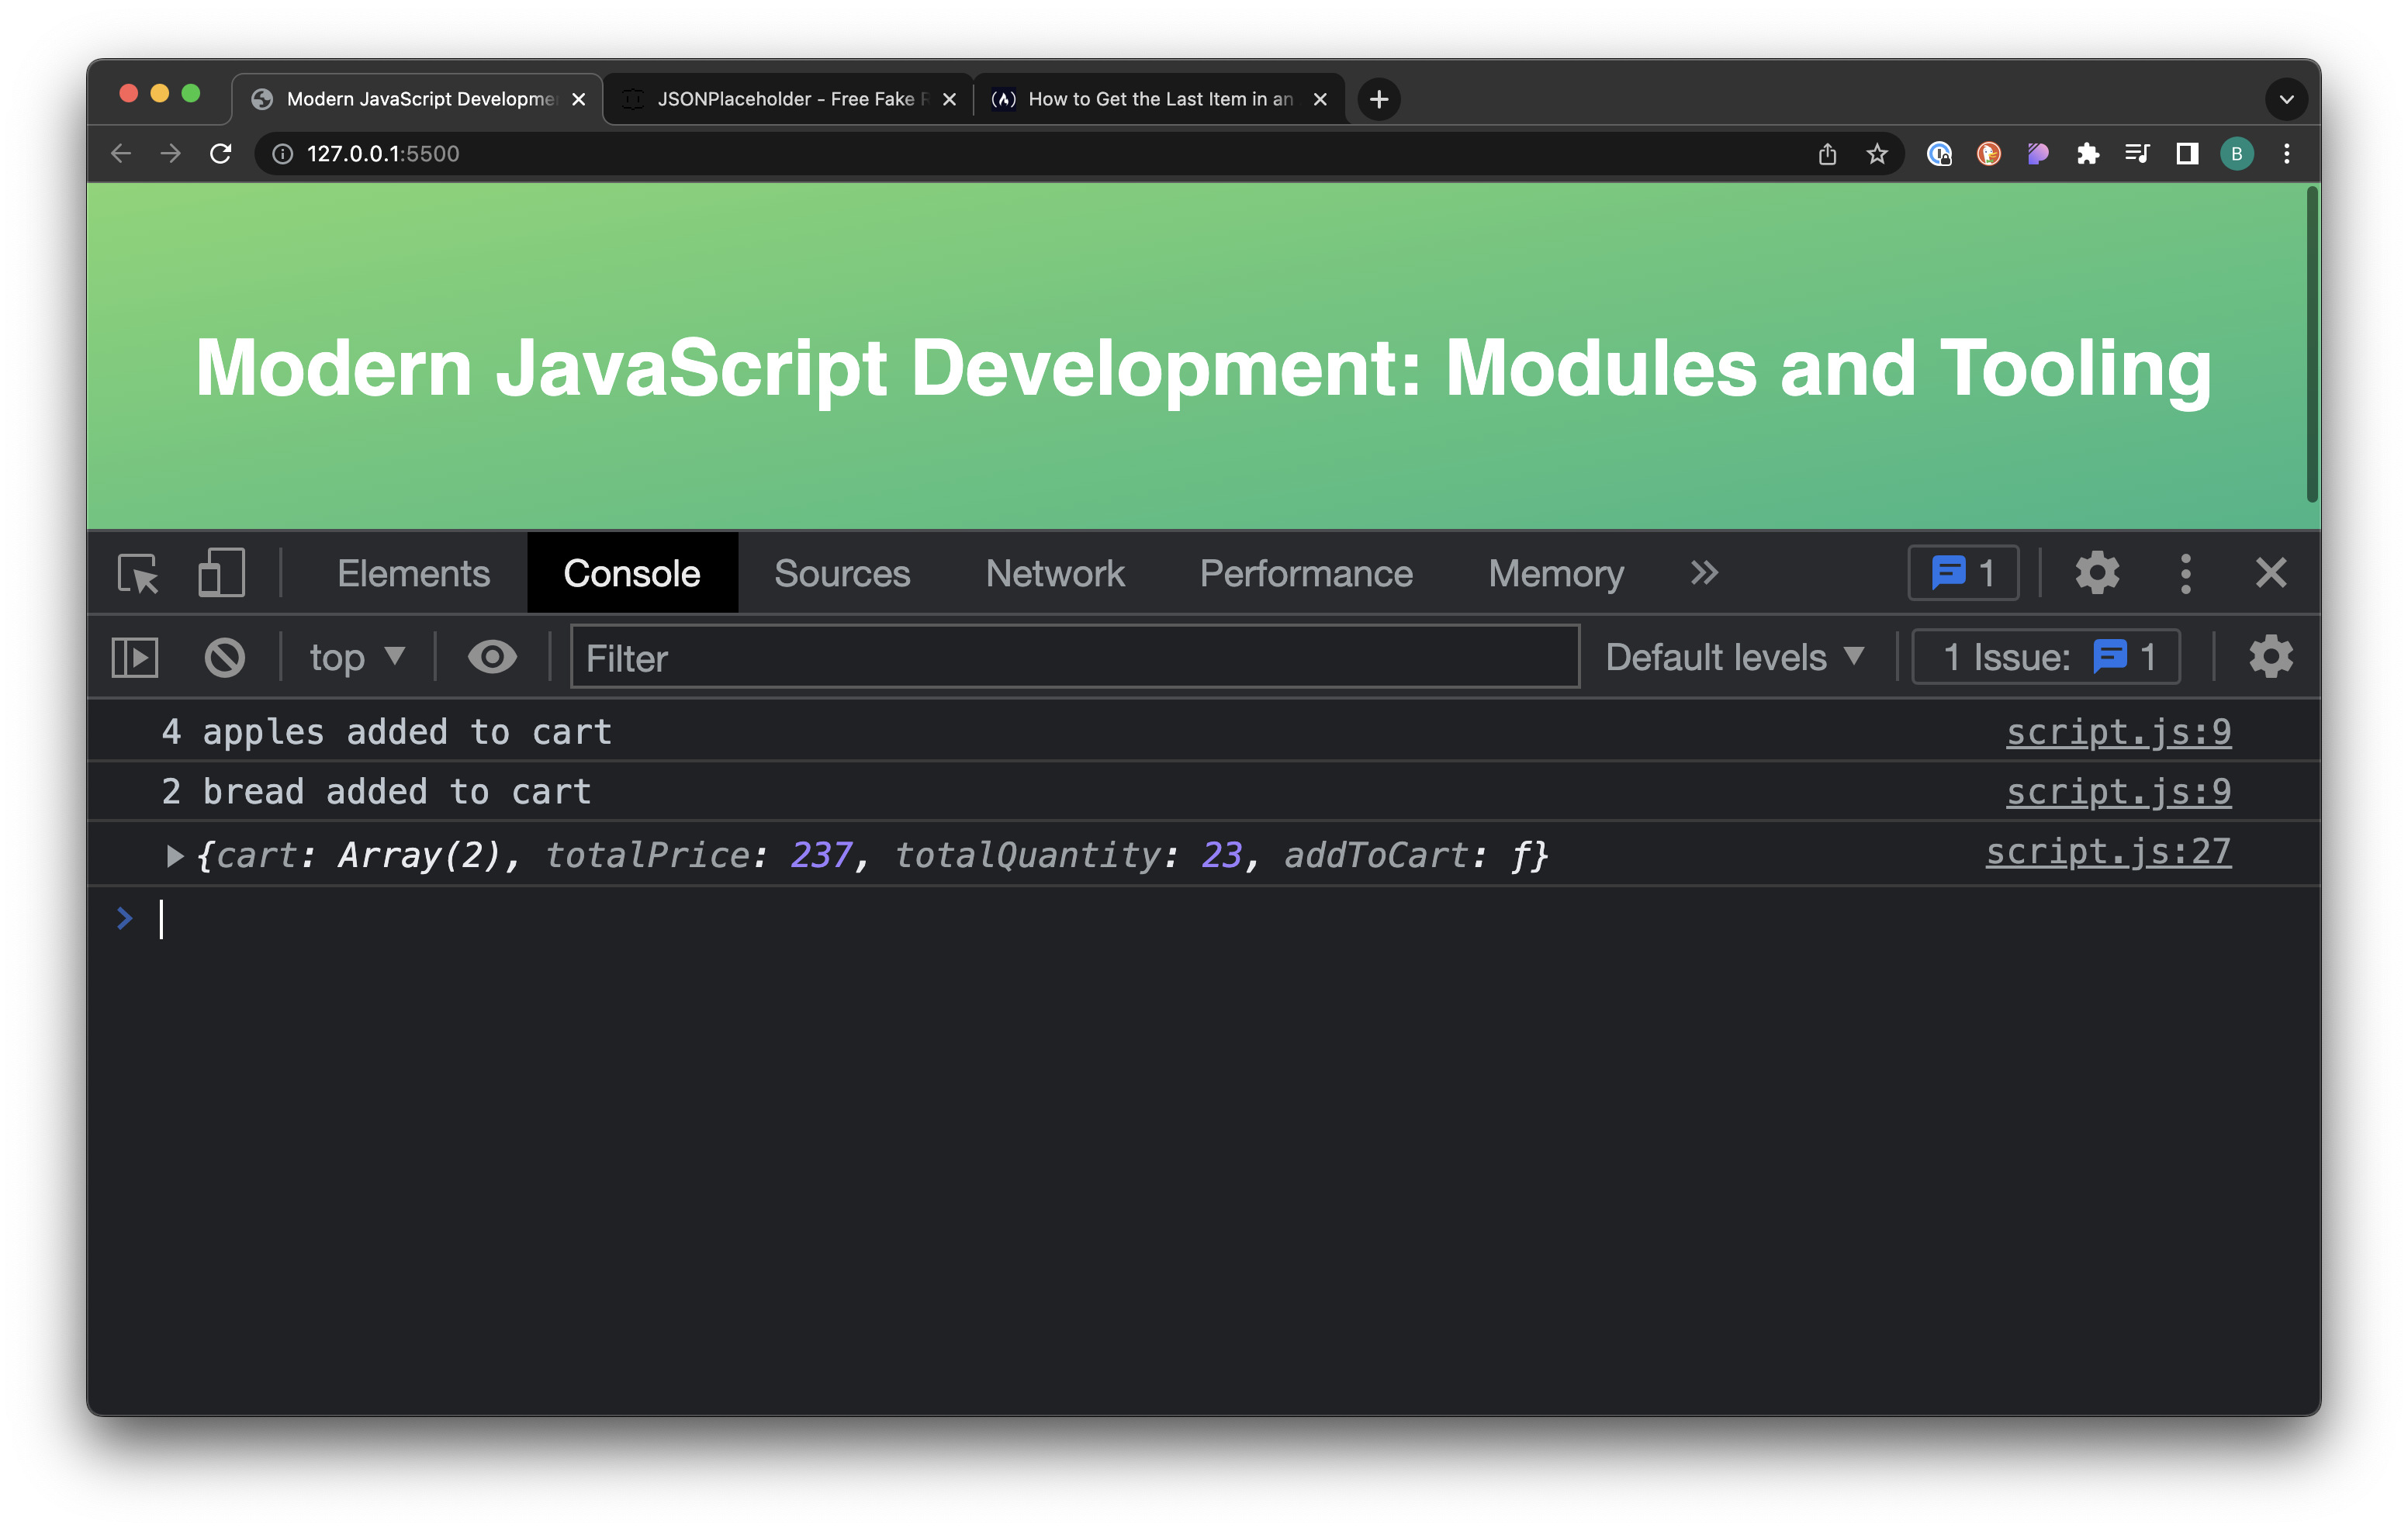 Modern JavaScript Developme
JSONPlaceholder - Free Fake R
How to Get the Last Item in an
127.0.0.1:5500
B
Modern JavaScript Development: Modules and Tooling
Elements Console Sources Network Performance Memory 1
top Filter Default levels 1 Issue: 1
4 apples added to cart script.js:9
2 bread added to cart script.js:9
{cart: Array(2), totalPrice: 237, totalQuantity: 23, addToCart: ƒ} script.js:27